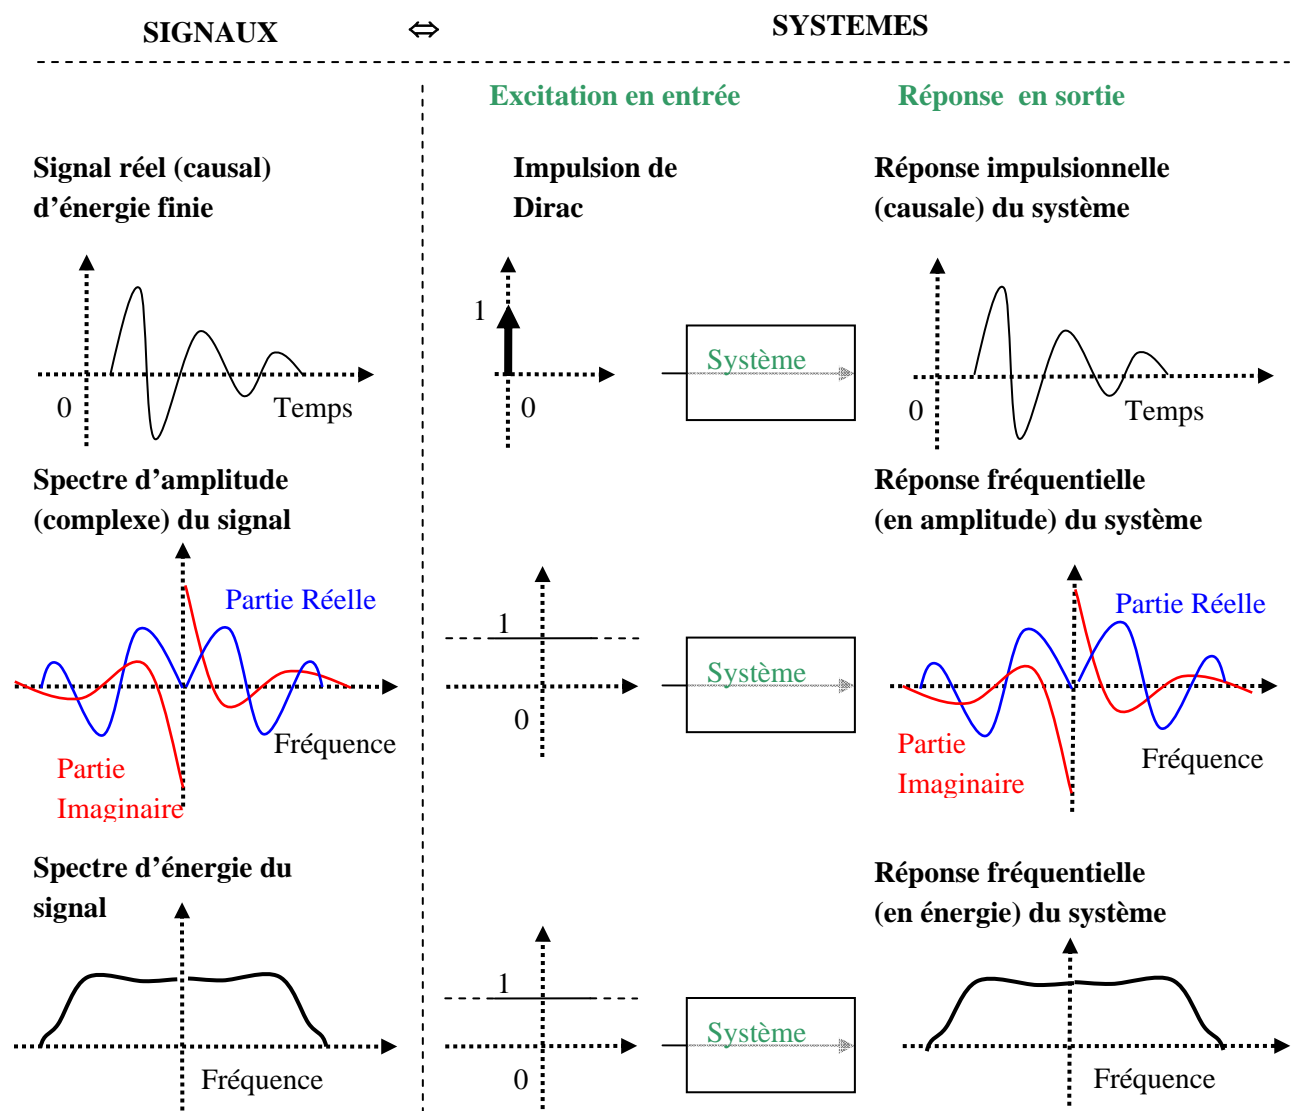 SIGNAUX ⇔ SYSTEMES
Excitation en entrée Réponse en sortie
Signal réel (causal)
d’énergie finie
Impulsion de
Dirac
Réponse impulsionnelle
(causale) du système
0
Temps
1
0
Système
0
Temps
Spectre d’amplitude
(complexe) du signal
Réponse fréquentielle
(en amplitude) du système
Partie Réelle
Fréquence
Partie
Imaginaire
1
0
Système
Partie Réelle
Partie
Imaginaire
Fréquence
Spectre d’énergie du
signal
Réponse fréquentielle
(en énergie) du système
Fréquence
1
0
Système
Fréquence